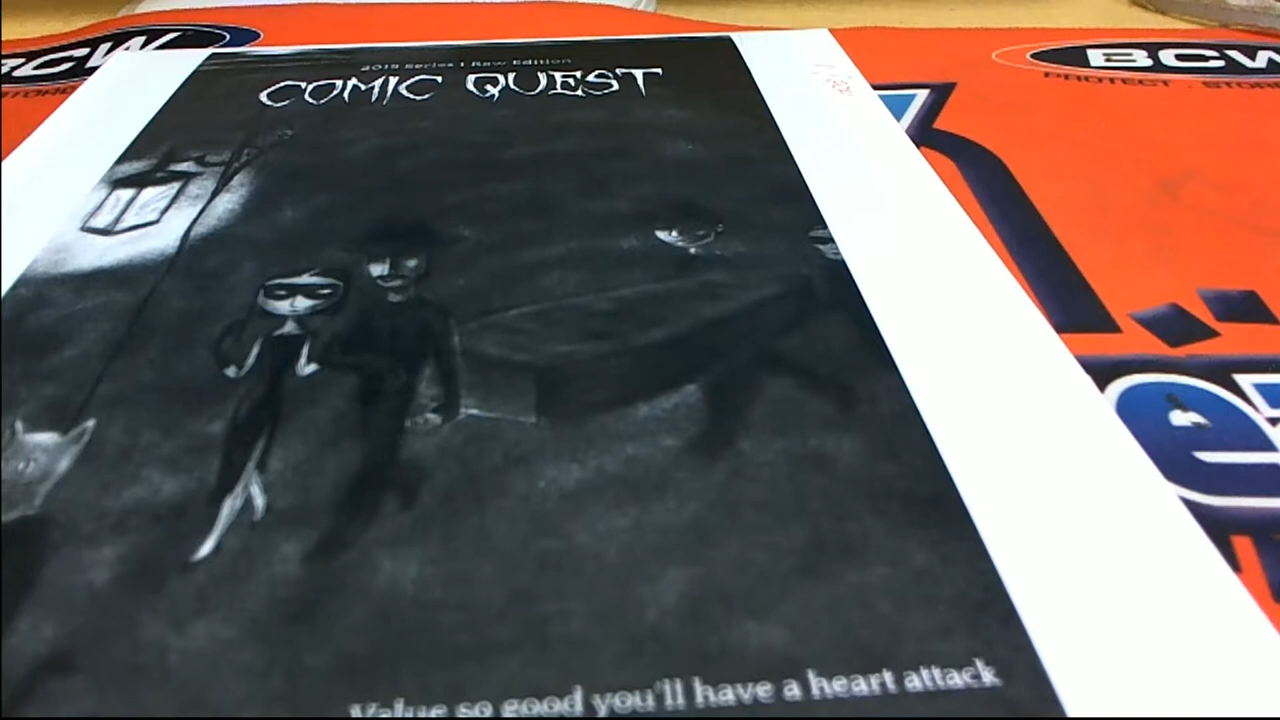 BCW
STORE
2019 Series 1 Raw Edition
COMIC QUEST
BCW
PROTECT · STORE
Value so good you'll have a heart attack